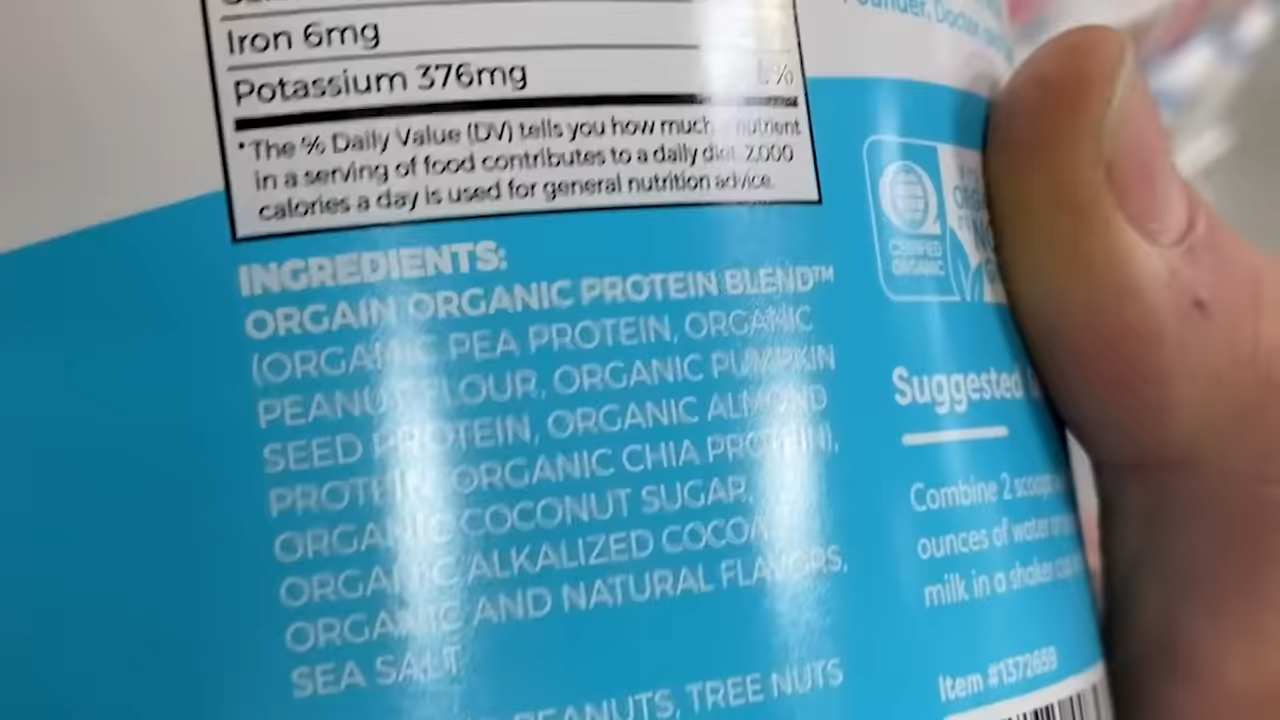 Iron 6mg
Potassium 376mg %
*The % Daily Value (DV) tells you how much nutrient
in a serving of food contributes to a daily diet. 2,000
calories a day is used for general nutrition advice.
INGREDIENTS:
ORGAIN ORGANIC PROTEIN BLEND™
(ORGANIC PEA PROTEIN, ORGANIC
PEANUT FLOUR, ORGANIC PUMPKIN
SEED PROTEIN, ORGANIC ALMOND
PROTEIN, ORGANIC CHIA PROTEIN),
ORGANIC COCONUT SUGAR,
ORGANIC ALKALIZED COCOA,
ORGANIC AND NATURAL FLAVORS,
SEA SALT.
PEANUTS, TREE NUTS
Founder, Doctor
CERTIFIED
ORGANIC
Suggested
Combine 2 scoops
ounces of water
milk in a shaker
Item #1372659